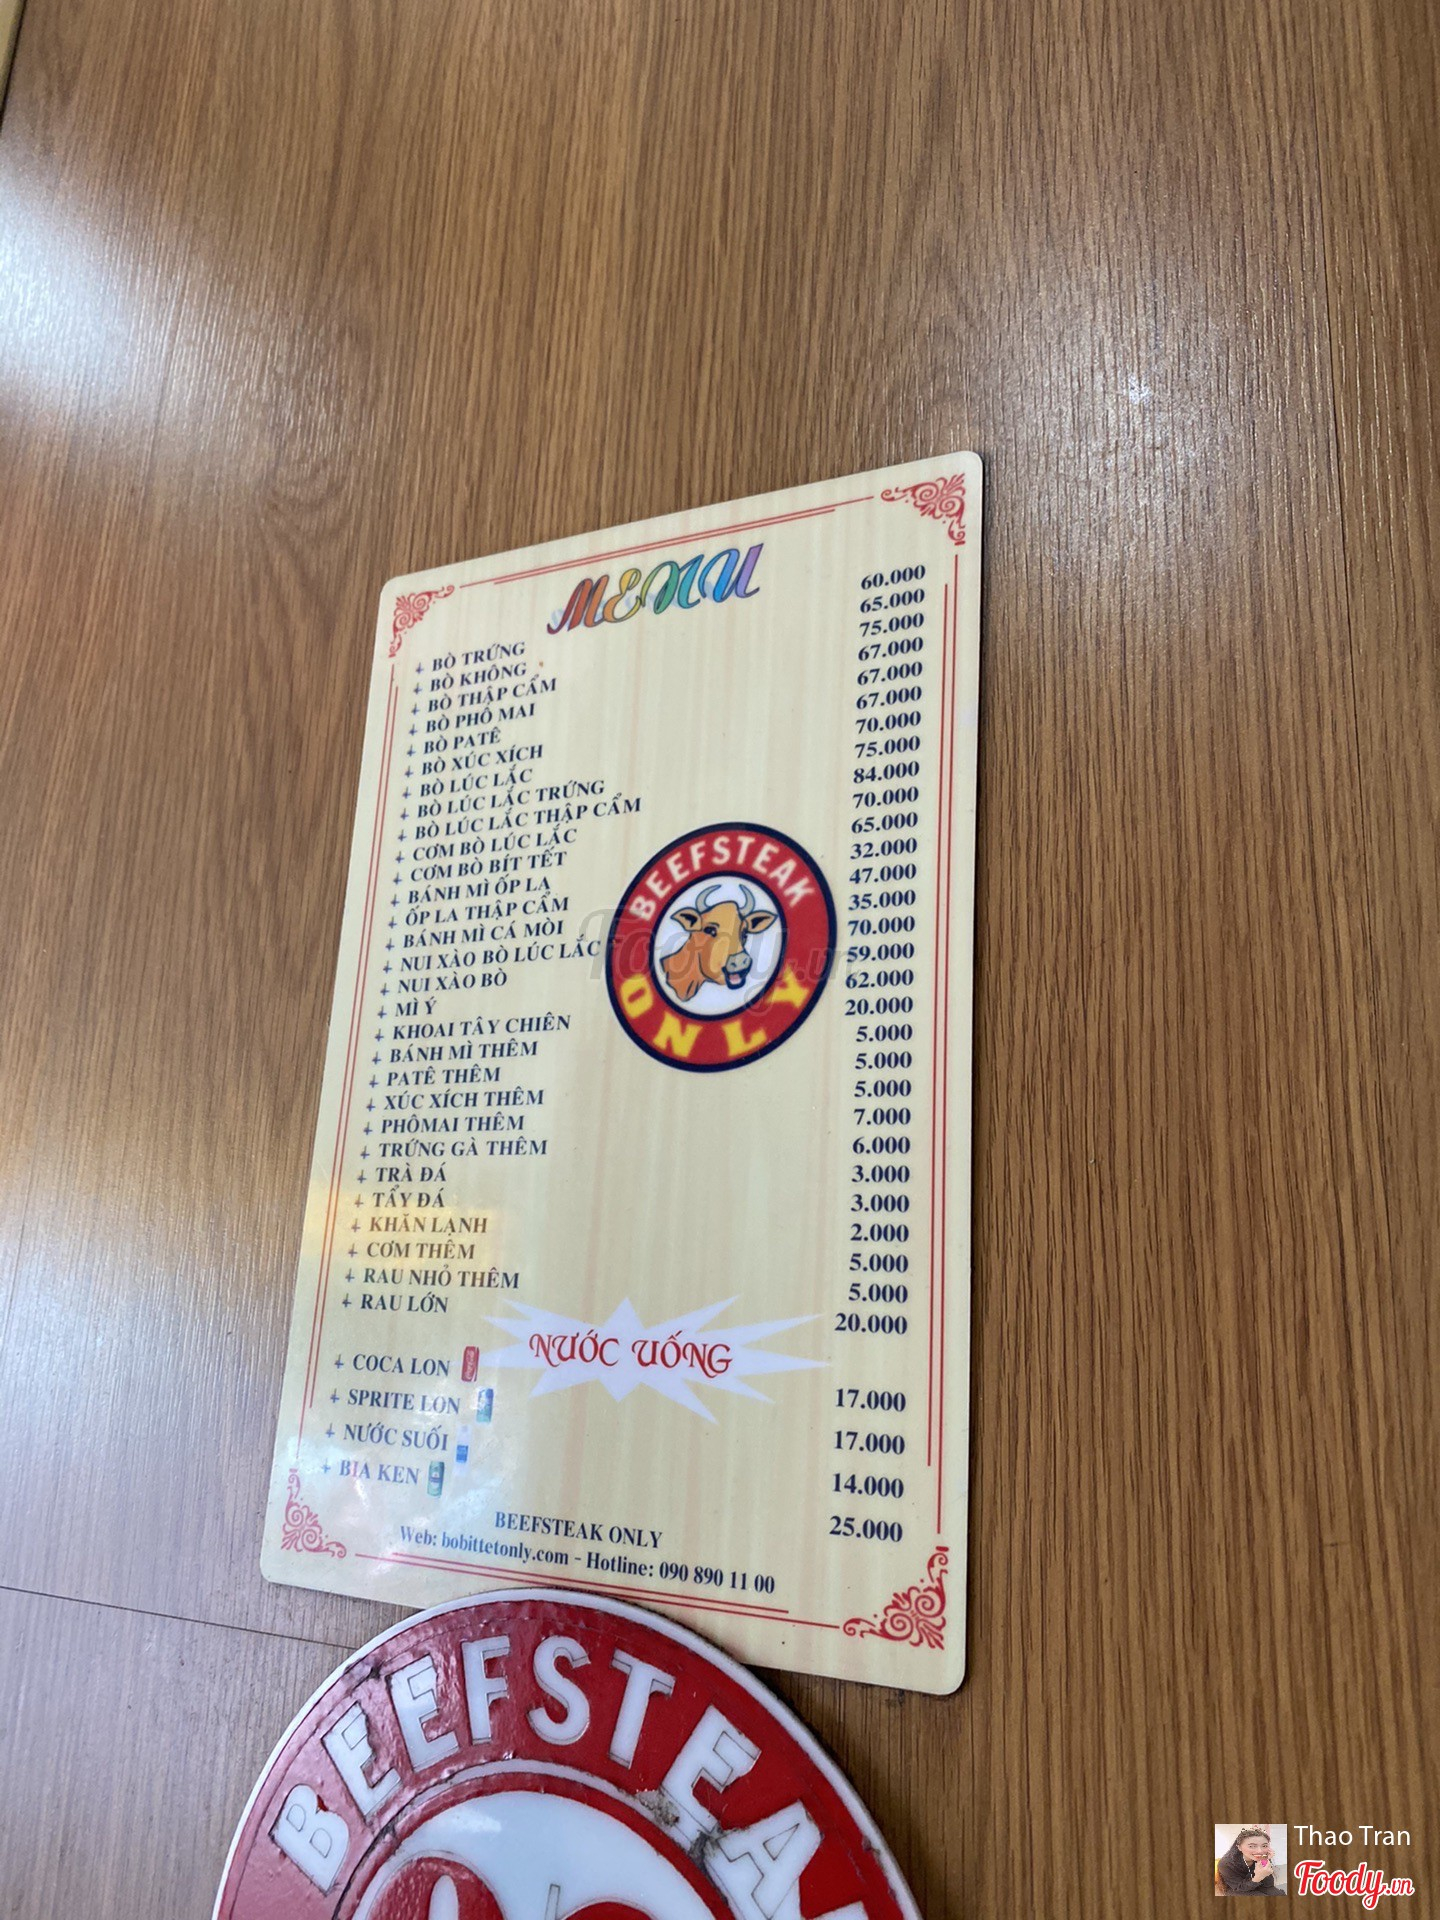 MENU
BÒ TRỨNG 60.000
BÒ KHÔNG 65.000
BÒ THẬP CẨM 75.000
BÒ PHÔ MAI 67.000
BÒ PATÊ 67.000
BÒ XÚC XÍCH 67.000
BÒ LÚC LẮC 70.000
BÒ LÚC LẮC TRỨNG 75.000
BÒ LÚC LẮC THẬP CẨM 84.000
CƠM BÒ LÚC LẮC 70.000
CƠM BÒ BÍT TẾT 65.000
BÁNH MÌ ỐP LA 32.000
ỐP LA THẬP CẨM 47.000
BÁNH MÌ CÁ MÒI 35.000
NUI XÀO BÒ LÚC LẮC 70.000
NUI XÀO BÒ 59.000
MÌ Ý 62.000
KHOAI TÂY CHIÊN 20.000
BÁNH MÌ THÊM 5.000
PATÊ THÊM 5.000
XÚC XÍCH THÊM 5.000
PHÔMAI THÊM 7.000
TRỨNG GÀ THÊM 6.000
TRÀ ĐÁ 3.000
TẨY ĐÁ 3.000
KHĂN LẠNH 2.000
CƠM THÊM 5.000
RAU NHỎ THÊM 5.000
RAU LỚN 20.000
BEEFSTEAK
ONLY
Foody.vn
NƯỚC UỐNG
COCA LON 17.000
SPRITE LON 17.000
NƯỚC SUỐI 14.000
BIA KEN 25.000
BEEFSTEAK ONLY
Web: bobittetonly.com - Hotline: 090 890 11 00
BEEFSTEA
Thao Tran
Foody.vn